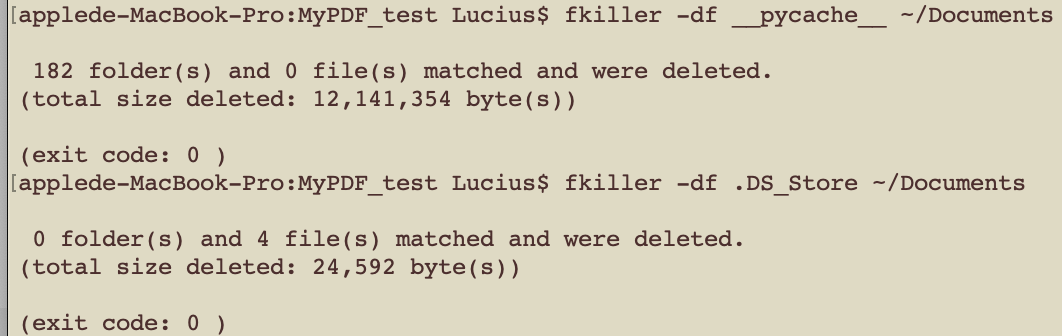 [applede-MacBook-Pro:MyPDF_test Lucius$ fkiller -df __pycache__ ~/Documents
182 folder(s) and 0 file(s) matched and were deleted.
(total size deleted: 12,141,354 byte(s))
(exit code: 0 )
[applede-MacBook-Pro:MyPDF_test Lucius$ fkiller -df .DS_Store ~/Documents
0 folder(s) and 4 file(s) matched and were deleted.
(total size deleted: 24,592 byte(s))
(exit code: 0 )